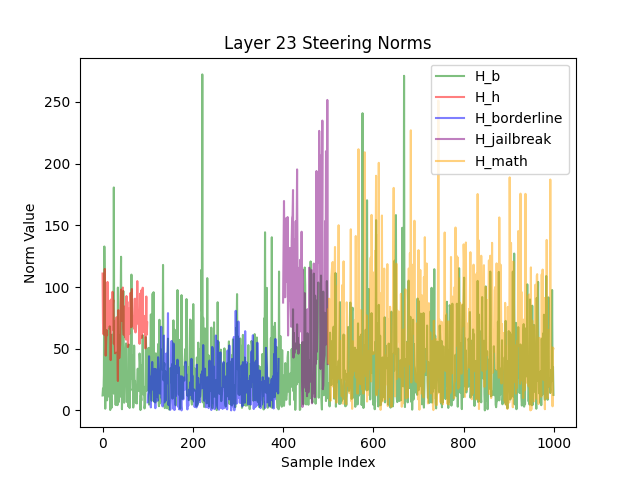 Layer 23 Steering Norms
H_b
H_h
H_borderline
H_jailbreak
H_math
Norm Value
250
200
150
100
50
0
0
200
400
600
800
1000
Sample Index